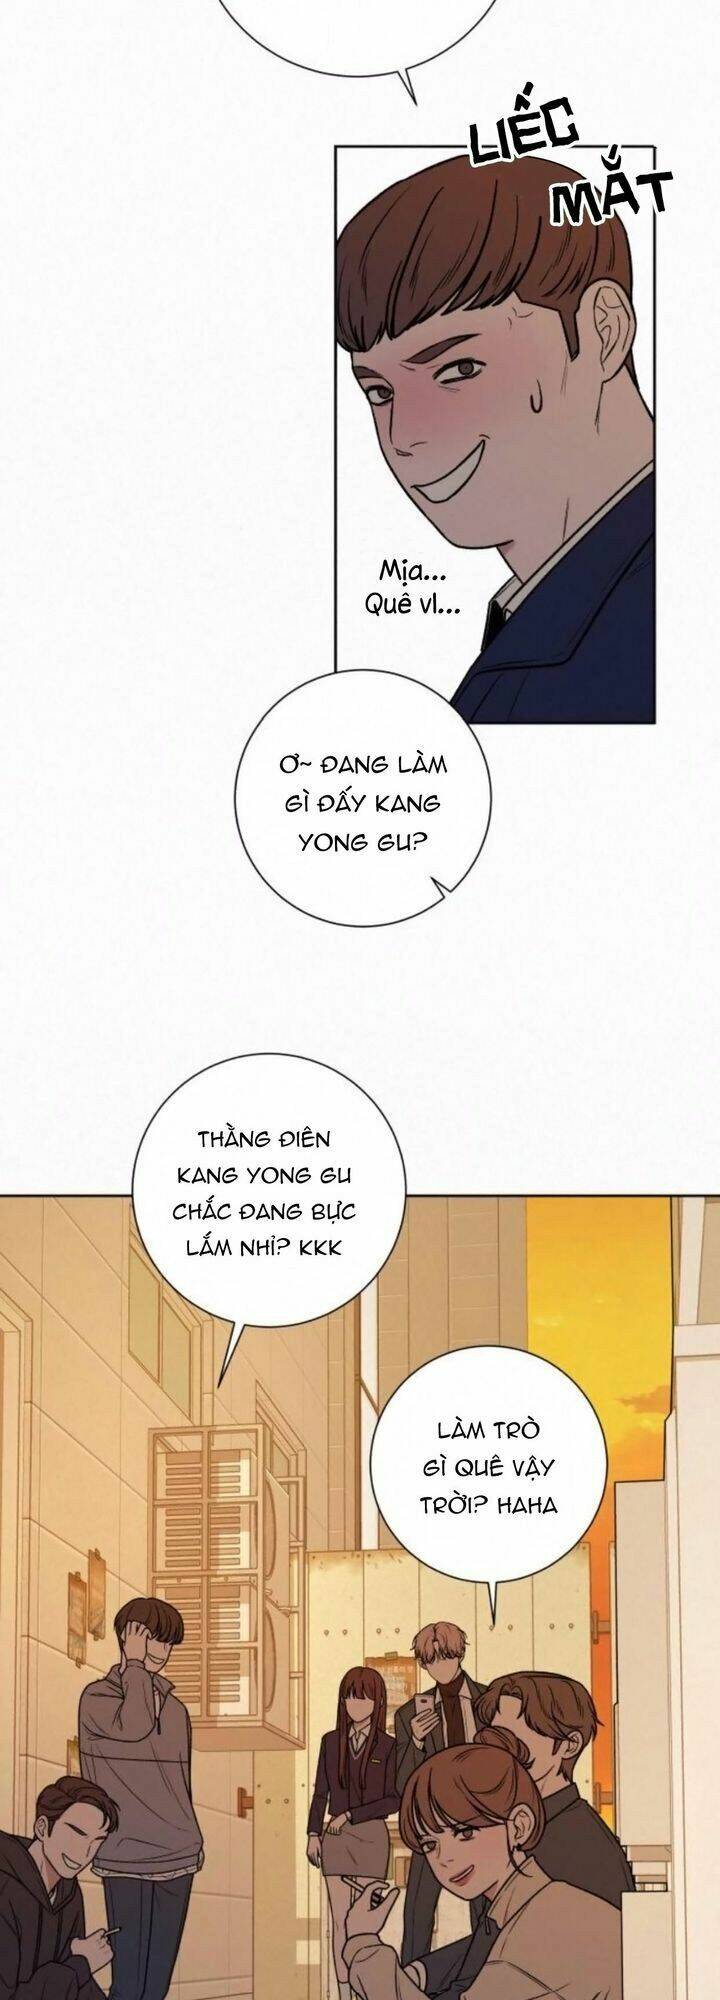 LIẾC
MẮT
Mịa...
Quê vl...
Ơ~ ĐANG LÀM
GÌ ĐẤY KANG
YONG GU?
THẰNG ĐIÊN
KANG YONG GU
CHẮC ĐANG BỰC
LẮM NHỈ? KKK
LÀM TRÒ
GÌ QUÊ VẬY
TRỜI? HAHA